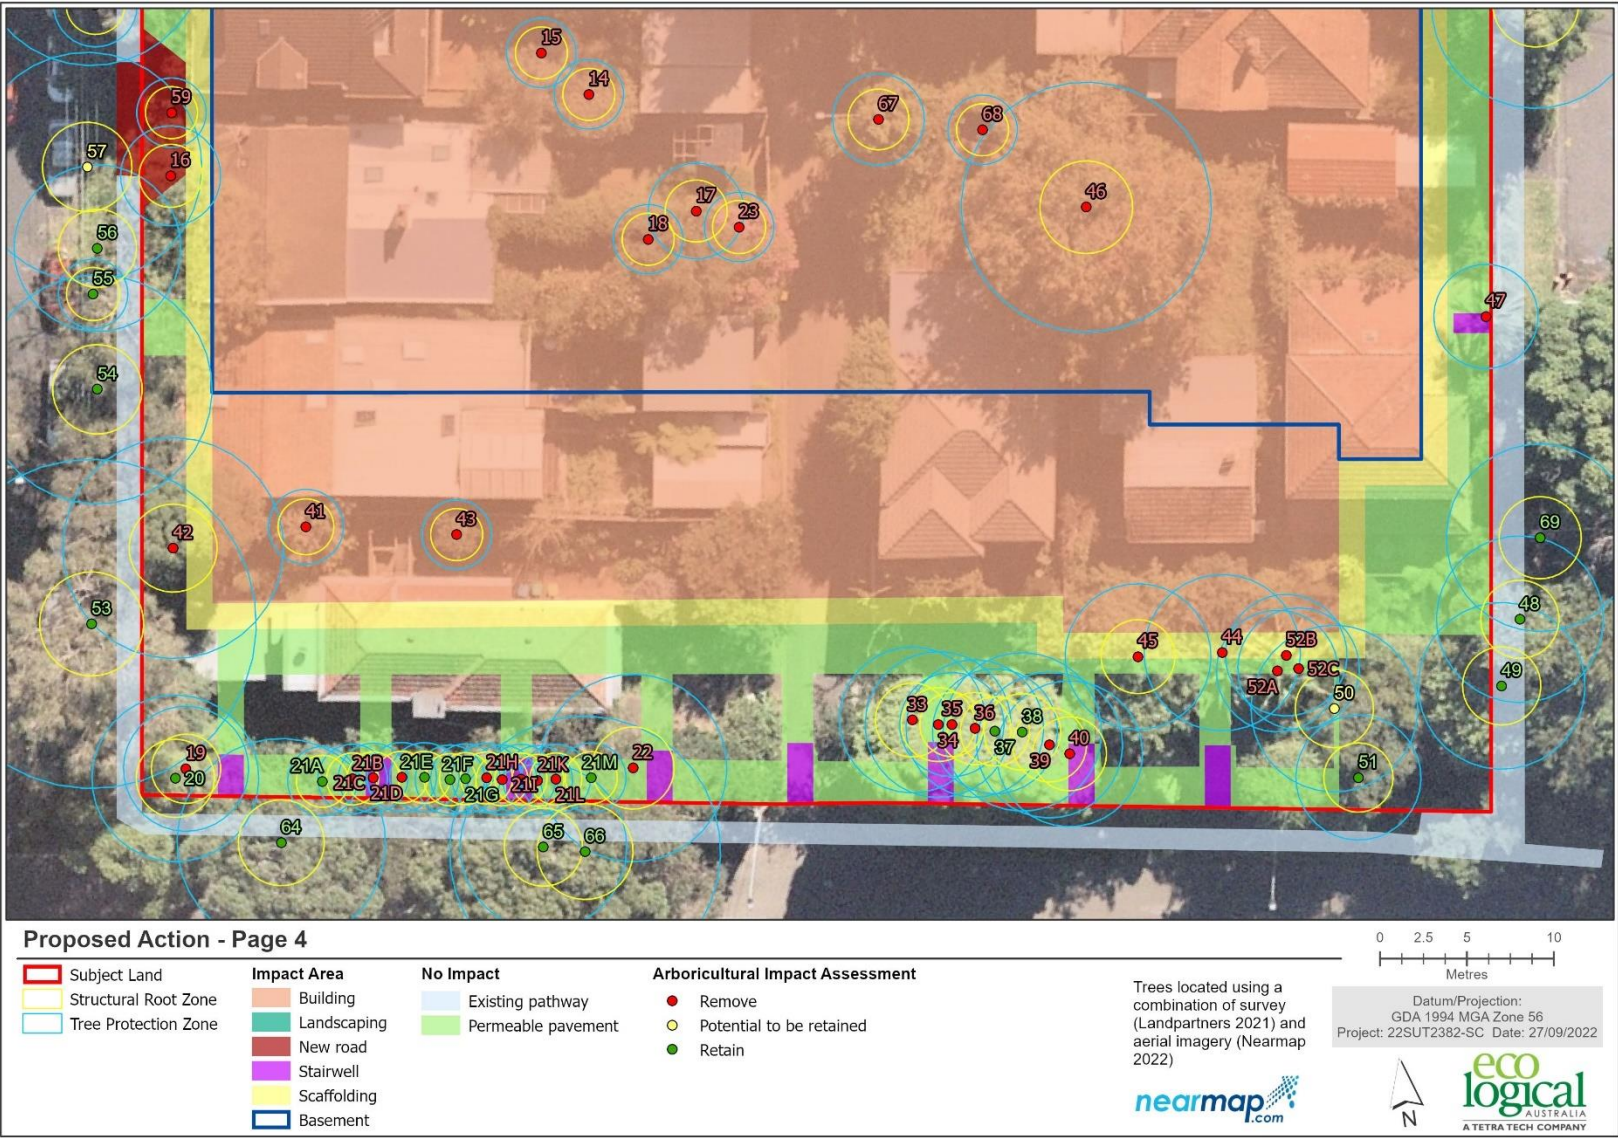 15
14
59
67
68
57
16
46
17
18
23
56
55
47
54
41
43
42
69
53
48
45
44
52B
52C
52A
49
50
33
35
36
38
34
37
40
39
51
19
20
22
21A
21B
21C
21D
21E
21F
21G
21H
21I
21K
21L
21M
64
65
66
Proposed Action - Page 4
Subject Land
Structural Root Zone
Tree Protection Zone
Impact Area
Building
Landscaping
New road
Stairwell
Scaffolding
Basement
No Impact
Existing pathway
Permeable pavement
Arboricultural Impact Assessment
Remove
Potential to be retained
Retain
Trees located using a
combination of survey
(Landpartners 2021) and
aerial imagery (Nearmap
2022)
nearmap
.com
0 2.5 5 10
Metres
Datum/Projection:
GDA 1994 MGA Zone 56
Project: 22SUT2382-SC Date: 27/09/2022
N
eco
logical
AUSTRALIA
A TETRA TECH COMPANY